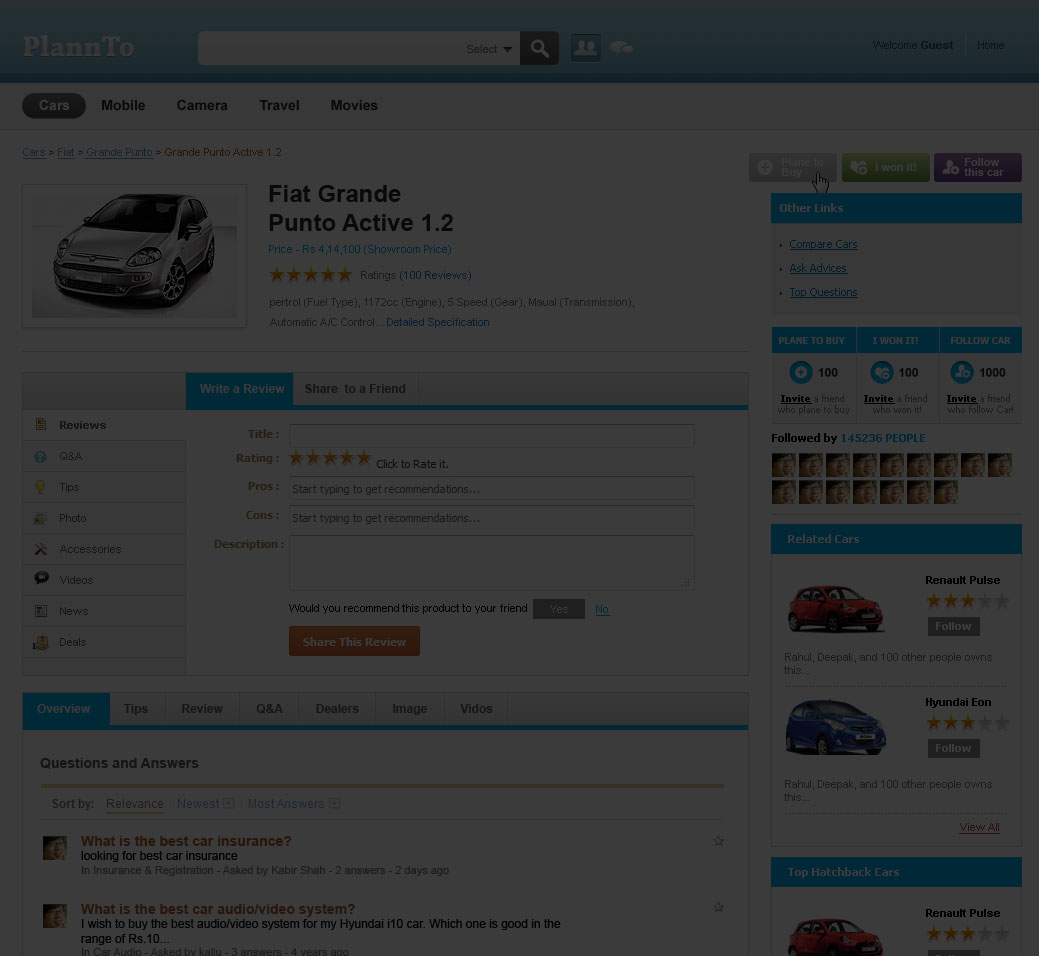 PlannTo
Select
Welcome Guest
Home
Cars
Mobile
Camera
Travel
Movies
Cars > Fiat > Grande Punto > Grande Punto Active 1.2
Plane to
Buy
I won it!
Follow
this car
Fiat Grande
Punto Active 1.2
Price - Rs 4,14,100 (Showroom Price)
Ratings (100 Reviews)
pertrol (Fuel Type), 1172cc (Engine), 5 Speed (Gear), Maual (Transmission),
Automatic A/C Control... Detailed Specification
Other Links
Compare Cars
Ask Advices
Top Questions
PLANE TO BUY
I WON IT!
FOLLOW CAR
100
100
1000
Invite a friend
who plane to buy
Invite a friend
who won it!
Invite a friend
who follow Car!
Followed by 145236 PEOPLE
Write a Review
Share to a Friend
Reviews
Q&A
Tips
Photo
Accessories
Videos
News
Deals
Title :
Rating :
Click to Rate it.
Pros :
Start typing to get recommendations...
Cons :
Start typing to get recommendations...
Description :
Would you recommend this product to your friend
Yes
No
Share This Review
Related Cars
Renault Pulse
Follow
Rahul, Deepak, and 100 other people owns
this...
Hyundai Eon
Follow
Rahul, Deepak, and 100 other people owns
this...
View All
Overview
Tips
Review
Q&A
Dealers
Image
Vidos
Questions and Answers
Sort by:
Relevance
Newest
Most Answers
What is the best car insurance?
looking for best car insurance
In Insurance & Registration - Asked by Kabir Shah - 2 answers - 2 days ago
What is the best car audio/video system?
I wish to buy the best audio/video system for my Hyundai i10 car. Which one is good in the
range of Rs.10...
In Car Audio - Asked by kallu - 3 answers - 4 years ago
Top Hatchback Cars
Renault Pulse
Follow